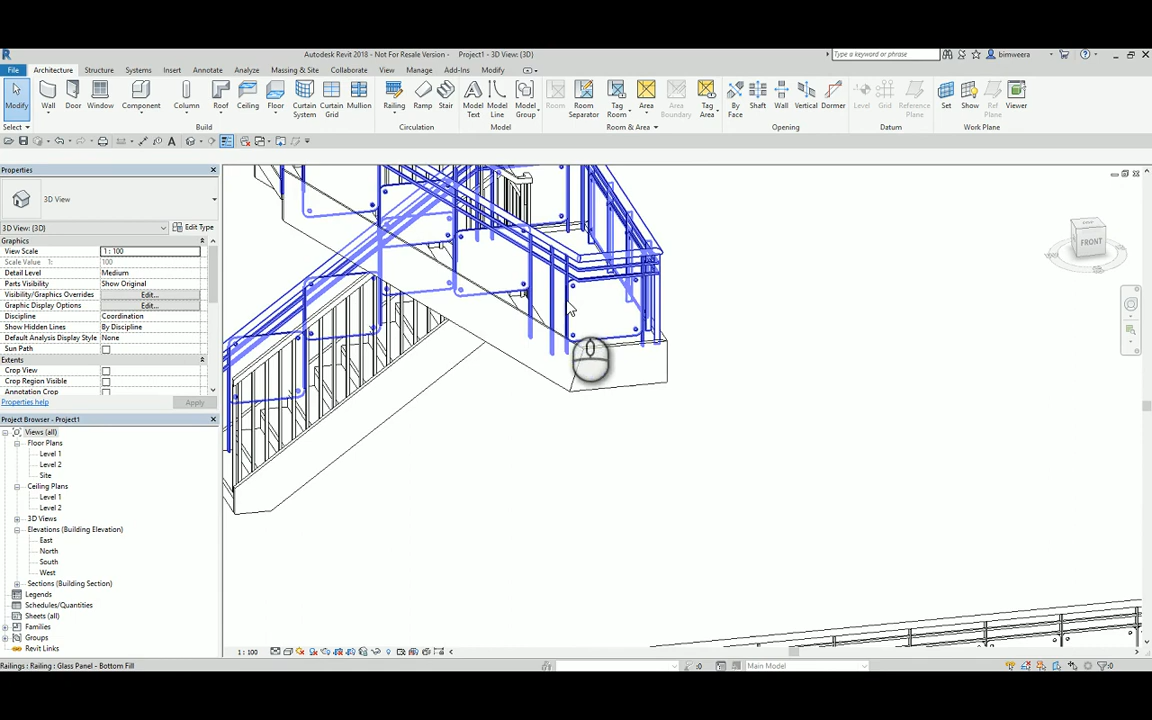 Autodesk Revit 2018 - Not For Resale Version - Project1 - 3D View: {3D}
Type a keyword or phrase
bimweera
File Architecture Structure Systems Insert Annotate Analyze Massing & Site Collaborate View Manage Add-Ins Modify
Modify Wall Door Window Component Column Roof Ceiling Floor Curtain System Curtain Grid Mullion Railing Ramp Stair Model Text Model Line Model Group Room Room Separator Tag Room Area Area Boundary Tag Area By Face Shaft Wall Vertical Dormer Level Grid Reference Plane Set Show Ref Plane Viewer
Select Build Circulation Model Room & Area Opening Datum Work Plane
Properties
3D View
3D View: {3D} Edit Type
Graphics
View Scale 1 : 100
Scale Value 1: 100
Detail Level Medium
Parts Visibility Show Original
Visibility/Graphics Overrides Edit...
Graphic Display Options Edit...
Discipline Coordination
Show Hidden Lines By Discipline
Default Analysis Display Style None
Sun Path
Extents
Crop View
Crop Region Visible
Annotation Crop
Properties help Apply
Project Browser - Project1
Views (all)
Floor Plans
Level 1
Level 2
Site
Ceiling Plans
Level 1
Level 2
3D Views
Elevations (Building Elevation)
East
North
South
West
Sections (Building Section)
Legends
Schedules/Quantities
Sheets (all)
Families
Groups
Revit Links
FRONT
1 : 100
Railings : Railing : Glass Panel - Bottom Fill
:0
Main Model
:0